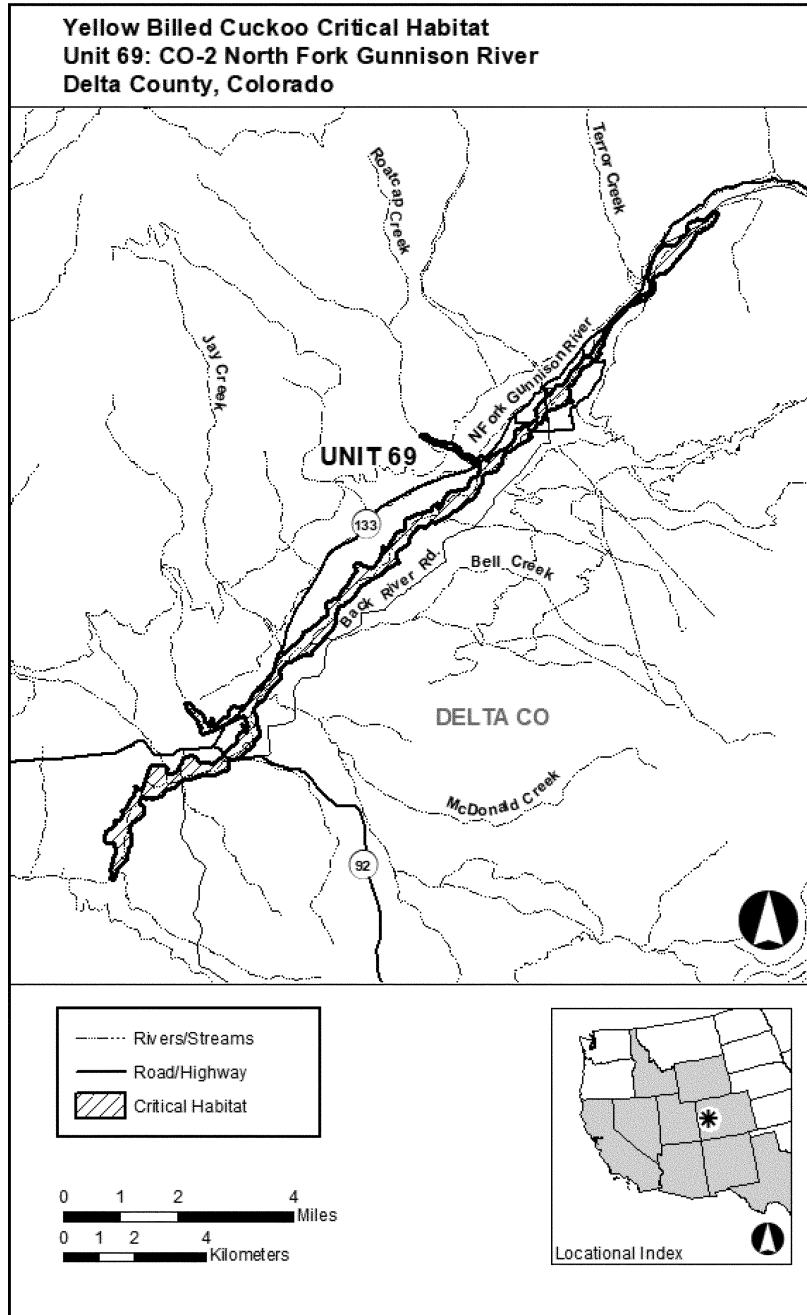 Yellow Billed Cuckoo Critical Habitat
Unit 69: CO-2 North Fork Gunnison River
Delta County, Colorado
Roatcap Creek
Terror Creek
Jay Creek
N Fork Gunnison River
UNIT 69
133
Back River Rd.
Bell Creek
DELTA CO
McDonald Creek
92
Rivers/Streams
Road/Highway
Critical Habitat
0 1 2 4
Miles
0 1 2 4
Kilometers
Locational Index